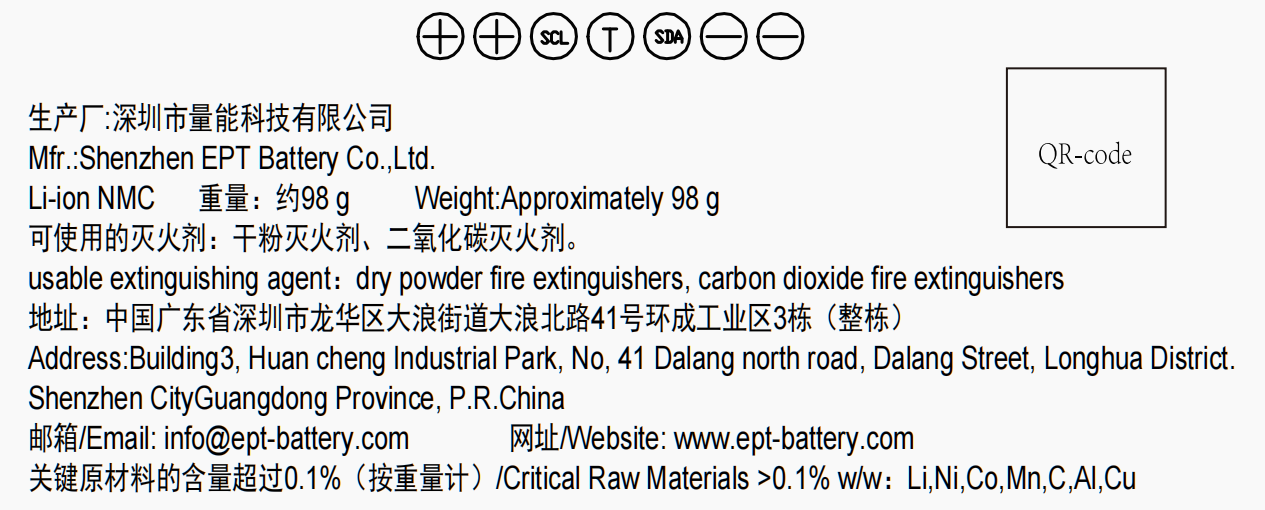 + + SCL T SDA − −
QR-code
生产厂:深圳市量能科技有限公司
Mfr.:Shenzhen EPT Battery Co.,Ltd.
Li-ion NMC 重量：约98 g Weight:Approximately 98 g
可使用的灭火剂：干粉灭火剂、二氧化碳灭火剂。
usable extinguishing agent：dry powder fire extinguishers, carbon dioxide fire extinguishers
地址：中国广东省深圳市龙华区大浪街道大浪北路41号环成工业区3栋（整栋）
Address:Building3, Huan cheng Industrial Park, No, 41 Dalang north road, Dalang Street, Longhua District.
Shenzhen CityGuangdong Province, P.R.China
邮箱/Email: info@ept-battery.com 网址/Website: www.ept-battery.com
关键原材料的含量超过0.1%（按重量计）/Critical Raw Materials >0.1% w/w：Li,Ni,Co,Mn,C,Al,Cu